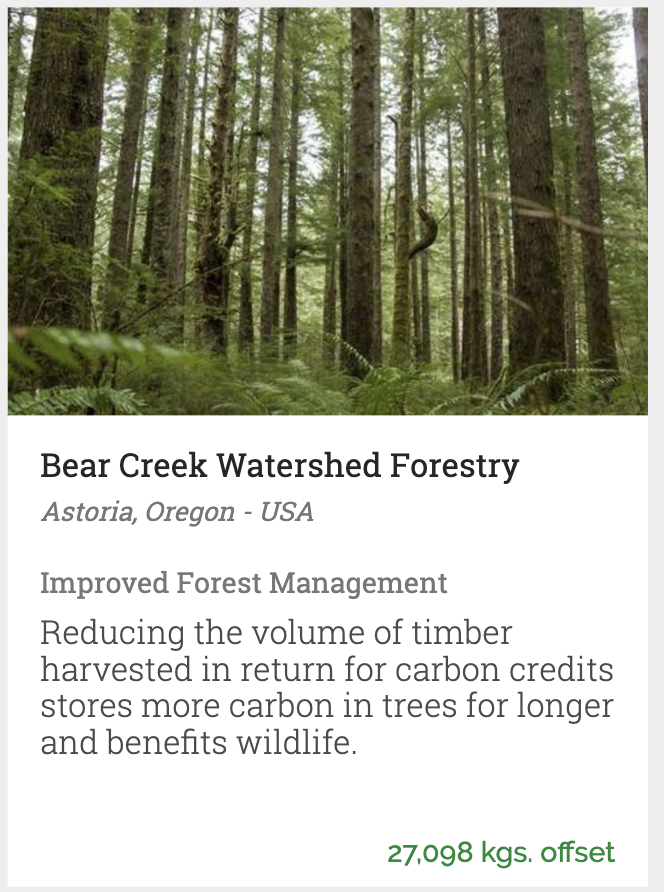 Bear Creek Watershed Forestry
Astoria, Oregon - USA
Improved Forest Management
Reducing the volume of timber
harvested in return for carbon credits
stores more carbon in trees for longer
and benefits wildlife.
27,098 kgs. offset